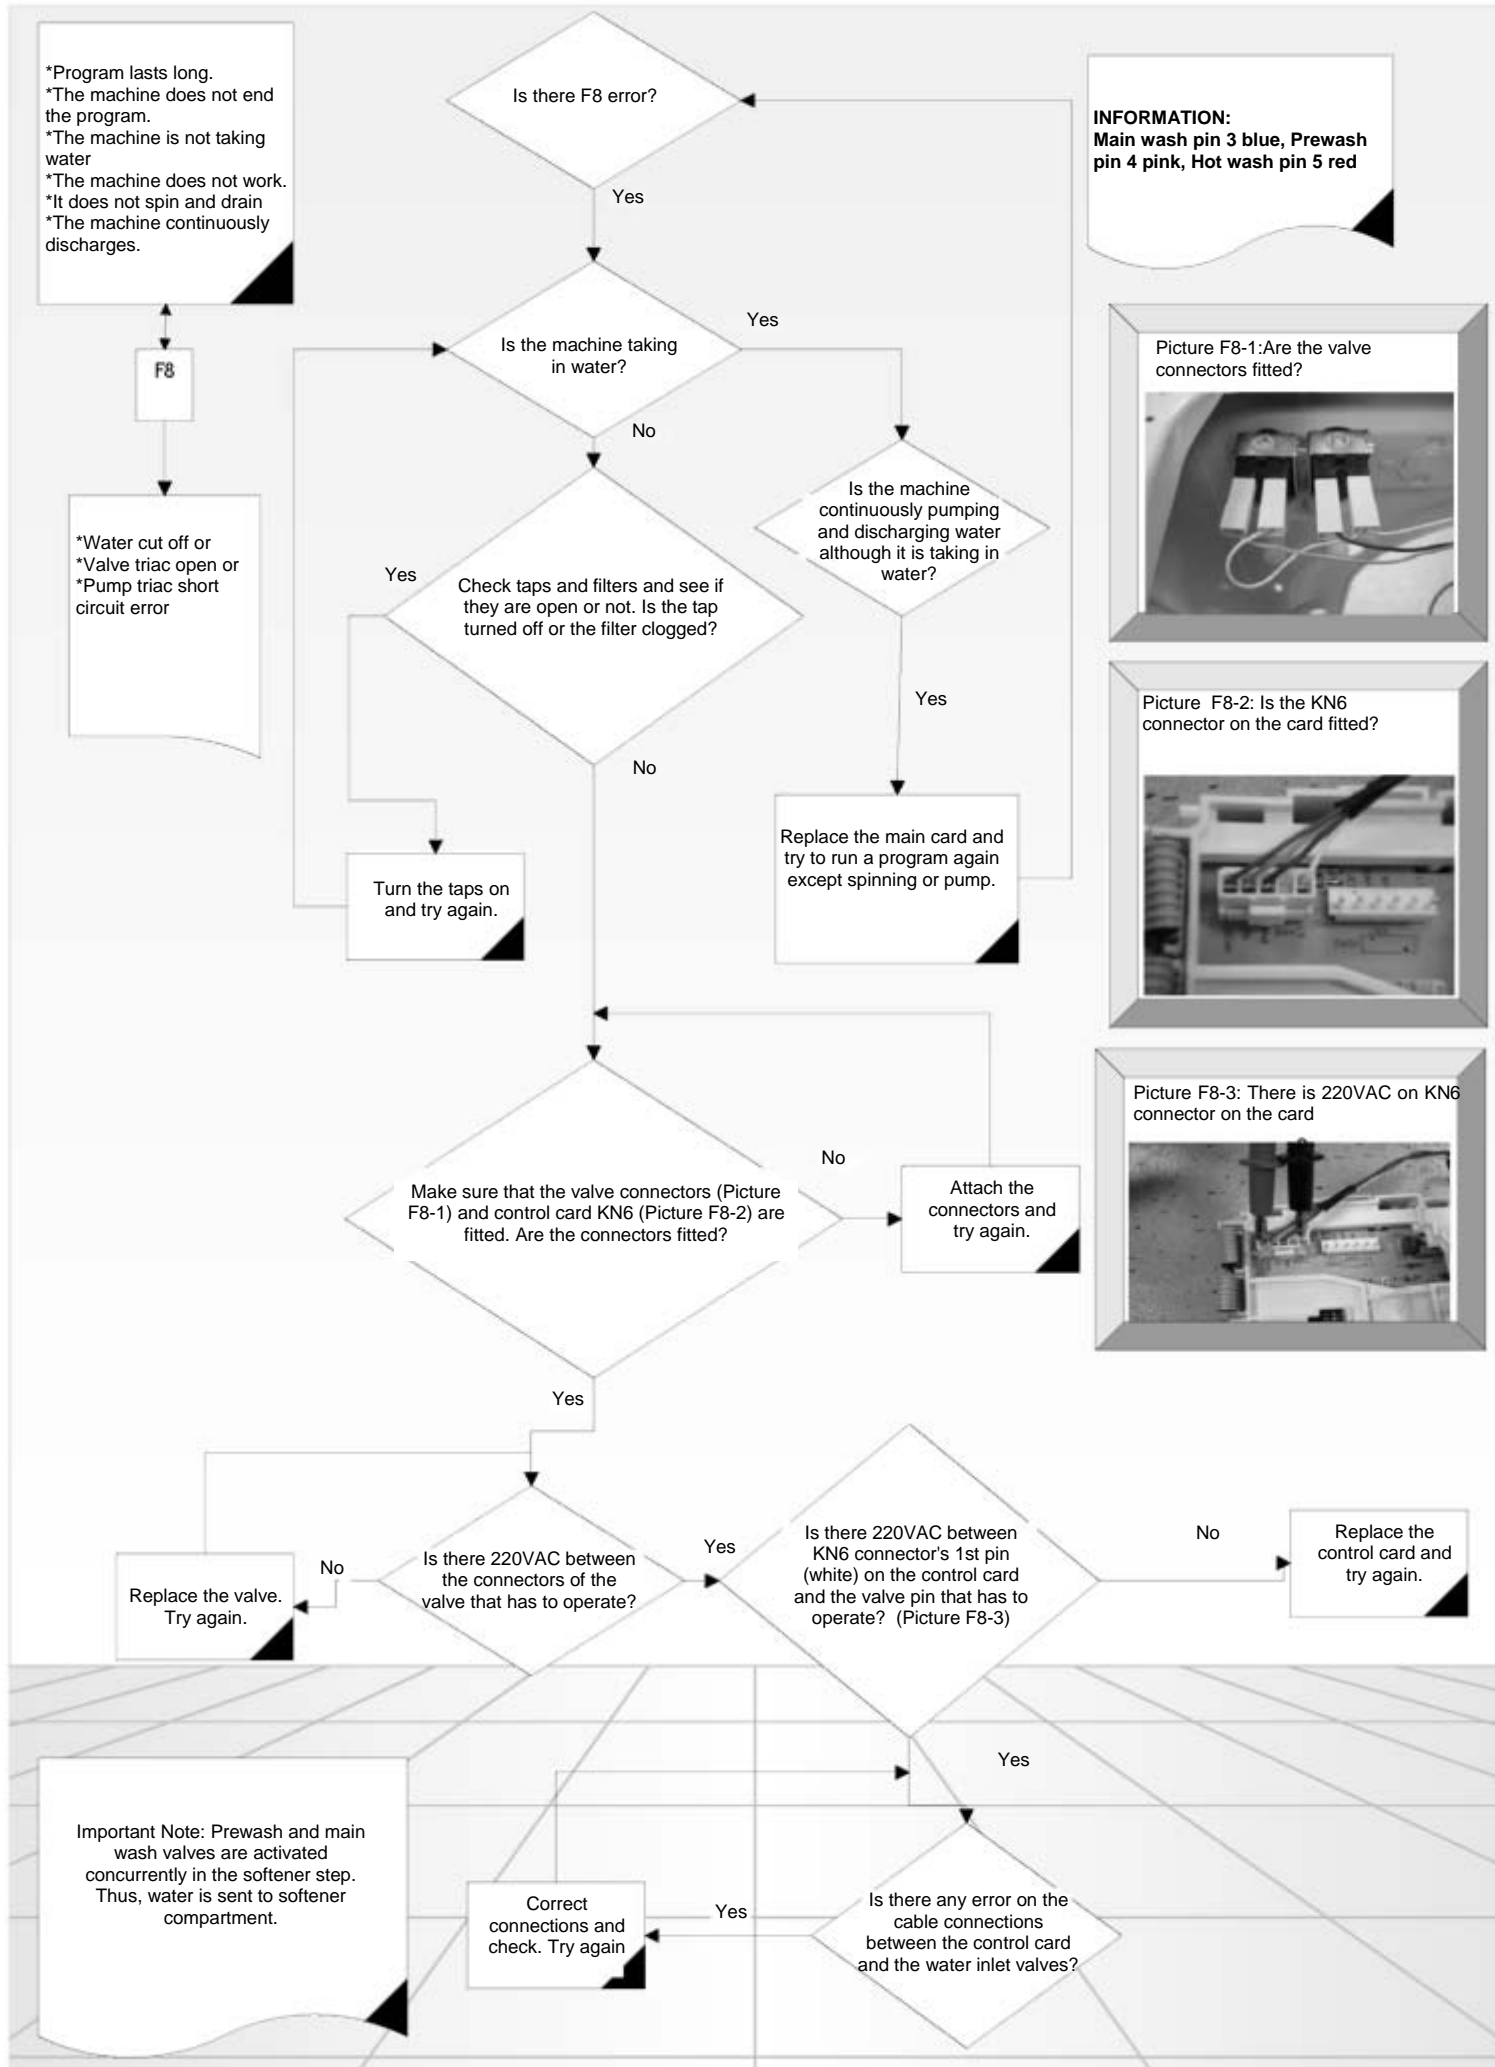 *Program lasts long.
*The machine does not end
the program.
*The machine is not taking
water
*The machine does not work.
*It does not spin and drain
*The machine continuously
discharges.
F8
*Water cut off or
*Valve triac open or
*Pump triac short
circuit error
Is there F8 error?
Yes
Is the machine taking
in water?
Yes
No
Is the machine
continuously pumping
and discharging water
although it is taking in
water?
Yes
Check taps and filters and see if
they are open or not. Is the tap
turned off or the filter clogged?
Yes
No
Turn the taps on
and try again.
Replace the main card and
try to run a program again
except spinning or pump.
INFORMATION:
Main wash pin 3 blue, Prewash
pin 4 pink, Hot wash pin 5 red
Picture F8-1:Are the valve
connectors fitted?
Picture F8-2: Is the KN6
connector on the card fitted?
Picture F8-3: There is 220VAC on KN6
connector on the card
Make sure that the valve connectors (Picture
F8-1) and control card KN6 (Picture F8-2) are
fitted. Are the connectors fitted?
No
Attach the
connectors and
try again.
Yes
Is there 220VAC between
the connectors of the
valve that has to operate?
No
Replace the valve.
Try again.
Yes
Is there 220VAC between
KN6 connector's 1st pin
(white) on the control card
and the valve pin that has to
operate? (Picture F8-3)
No
Replace the
control card and
try again.
Yes
Is there any error on the
cable connections
between the control card
and the water inlet valves?
Yes
Correct
connections and
check. Try again
Important Note: Prewash and main
wash valves are activated
concurrently in the softener step.
Thus, water is sent to softener
compartment.